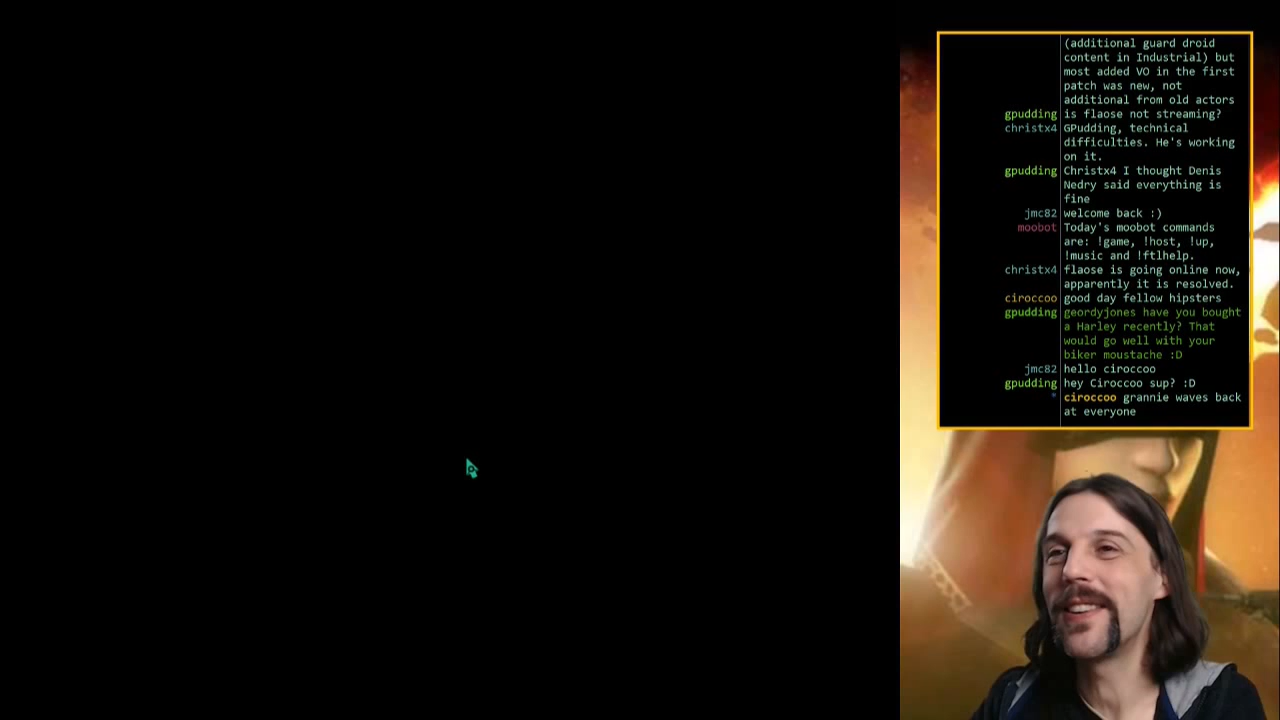 (additional guard droid
content in Industrial) but
most added VO in the first
patch was new, not
additional from old actors
gpudding is flaose not streaming?
christx4 GPudding, technical
difficulties. He's working
on it.
gpudding Christx4 I thought Denis
Nedry said everything is
fine
jmc82 welcome back :)
moobot Today's moobot commands
are: !game, !host, !up,
!music and !ftlhelp.
christx4 flaose is going online now,
apparently it is resolved.
ciroccoo good day fellow hipsters
gpudding geordyjones have you bought
a Harley recently? That
would go well with your
biker moustache :D
jmc82 hello ciroccoo
gpudding hey Ciroccoo sup? :D
* ciroccoo grannie waves back
at everyone